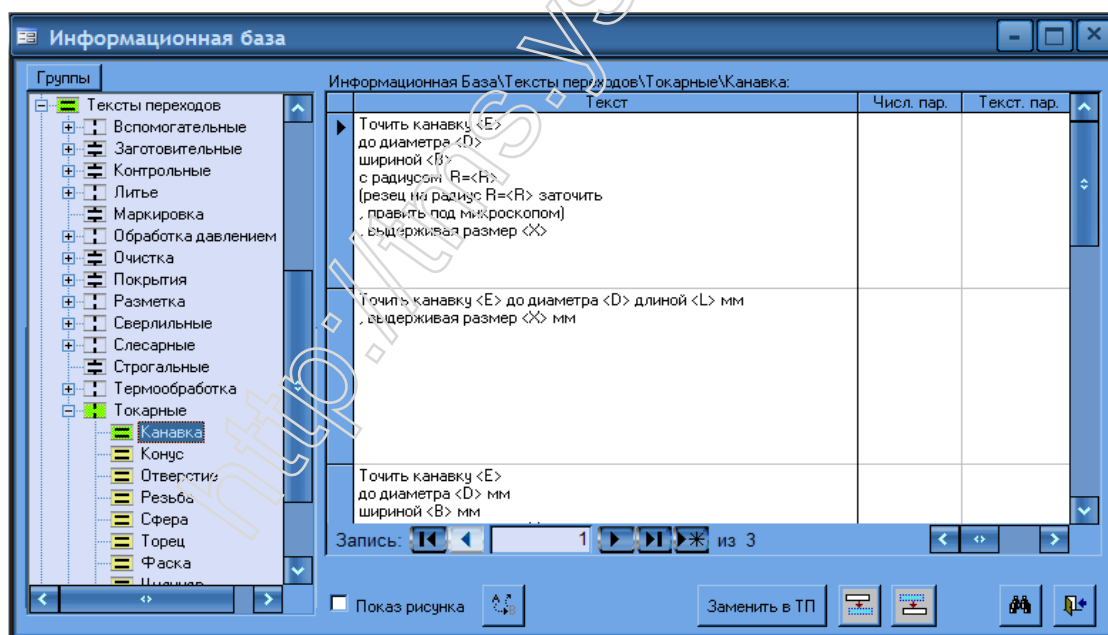 Информационная база
Группы
Тексты переходов
Вспомогательные
Заготовительные
Контрольные
Литье
Маркировка
Обработка давлением
Очистка
Покрытия
Разметка
Сверлильные
Слесарные
Строгальные
Термообработка
Токарные
Канавка
Конус
Отверстие
Резьба
Сфера
Торец
Фаска
Информационная База\Тексты переходов\Токарные\Канавка:
Текст Числ. пар. Текст. пар.
Точить канавку <E>
до диаметра <D>
шириной <B>
с радиусом R=<R>
(резец на радиус R=<R> заточить
, править под микроскопом)
, выдерживая размер <X>
Точить канавку <E> до диаметра <D> длиной <L> мм
, выдерживая размер <X> мм
Точить канавку <E>
до диаметра <D> мм
шириной <B> мм
Запись: 1 из 3
Показ рисунка
Заменить в ТП